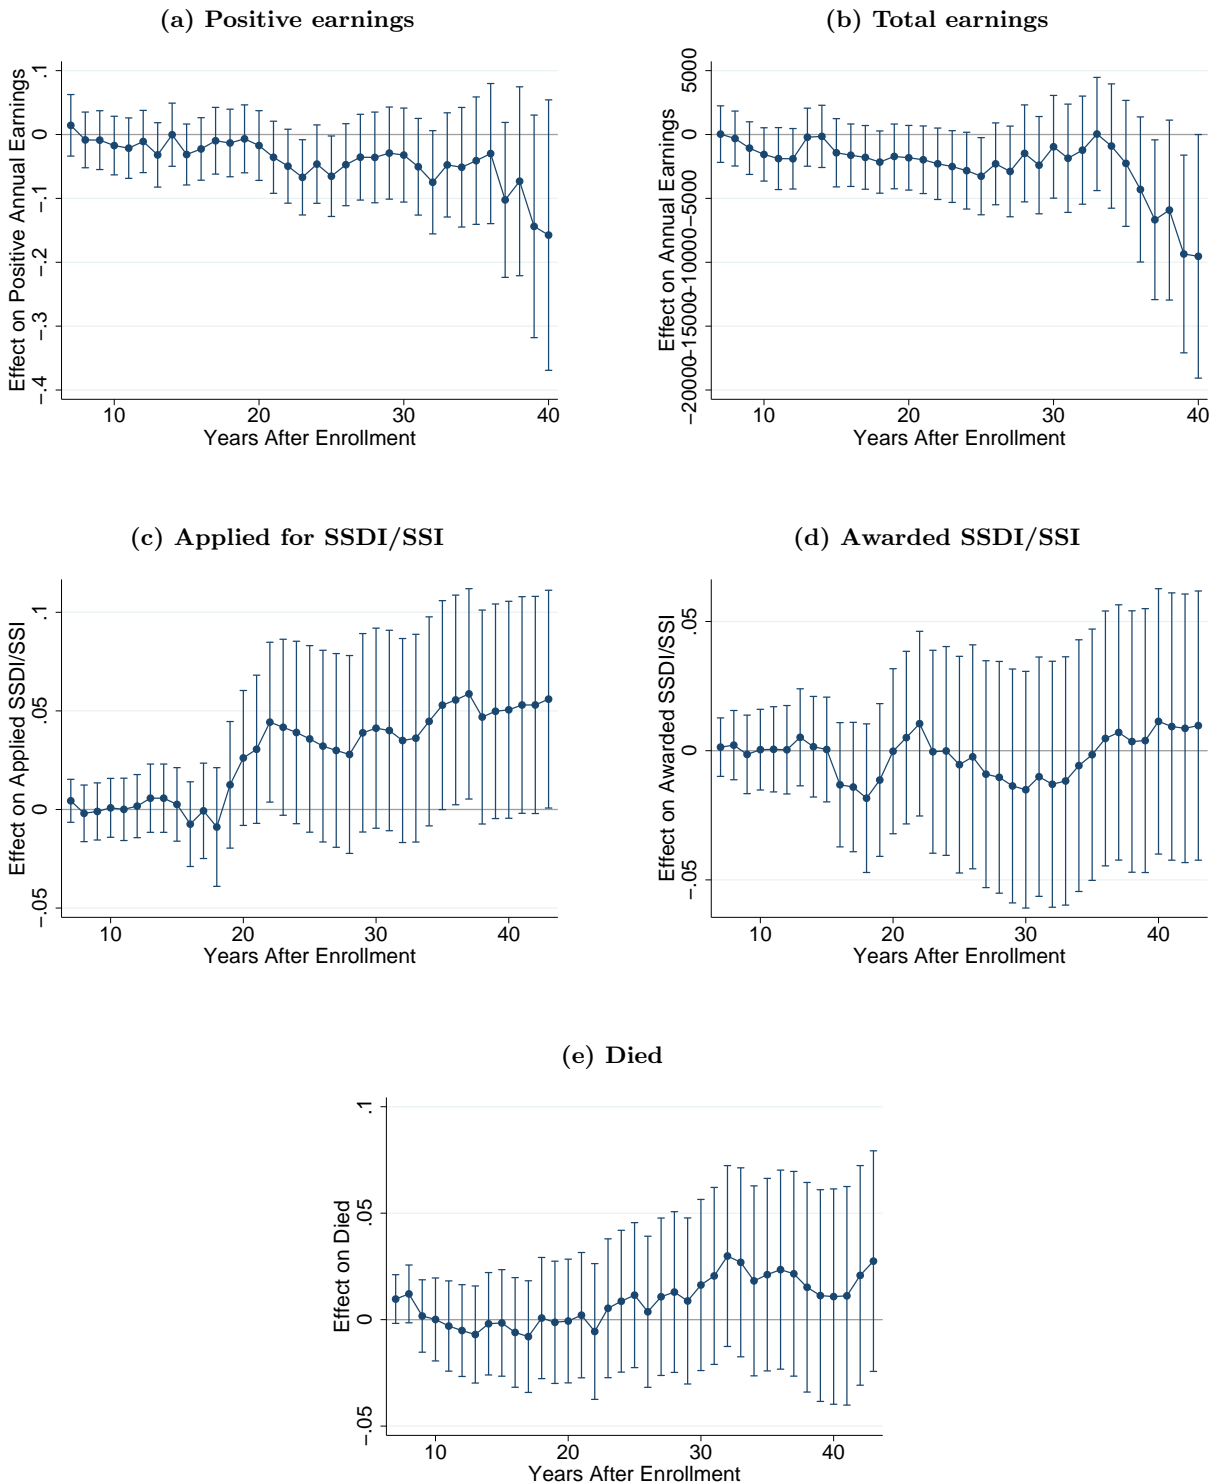 (a) Positive earnings
Effect on Positive Annual Earnings
.1
0
−.1
−.2
−.3
−.4
10 20 30 40
Years After Enrollment
(b) Total earnings
Effect on Annual Earnings
5000
0
−5000
−10000
−15000
−20000
10 20 30 40
Years After Enrollment
(c) Applied for SSDI/SSI
Effect on Applied SSDI/SSI
.1
.05
0
−.05
10 20 30 40
Years After Enrollment
(d) Awarded SSDI/SSI
Effect on Awarded SSDI/SSI
.05
0
−.05
10 20 30 40
Years After Enrollment
(e) Died
Effect on Died
.1
.05
0
−.05
10 20 30 40
Years After Enrollment